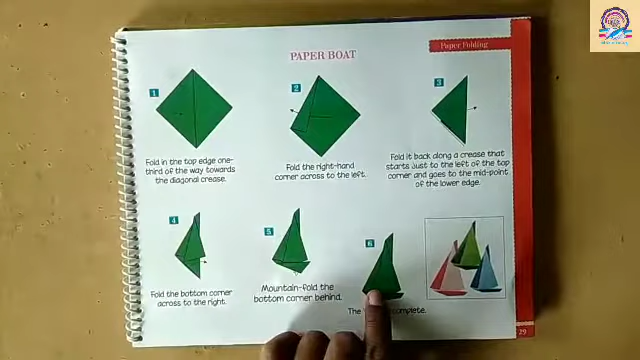 Paper Folding
PAPER BOAT
1
2
3
Fold in the top edge one-
third of the way towards
the diagonal crease.
Fold the right-hand
corner across to the left.
Fold it back along a crease that
starts just to the left of the top
corner and goes to the mid-point
of the lower edge.
4
5
6
Fold the bottom corner
across to the right.
Mountain-fold the
bottom corner behind.
The
complete.
29